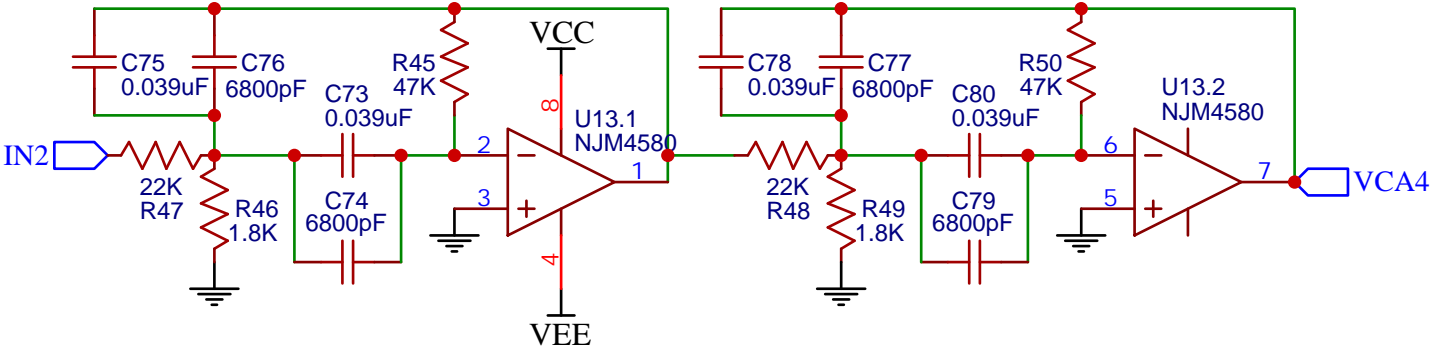 VCC
C75
0.039uF
C76
6800pF
R45
47K
C73
0.039uF
8
U13.1
NJM4580
IN2
22K
R47
R46
1.8K
C74
6800pF
2
3
1
4
VEE
C78
0.039uF
C77
6800pF
R50
47K
C80
0.039uF
U13.2
NJM4580
22K
R48
R49
1.8K
C79
6800pF
6
5
7
VCA4